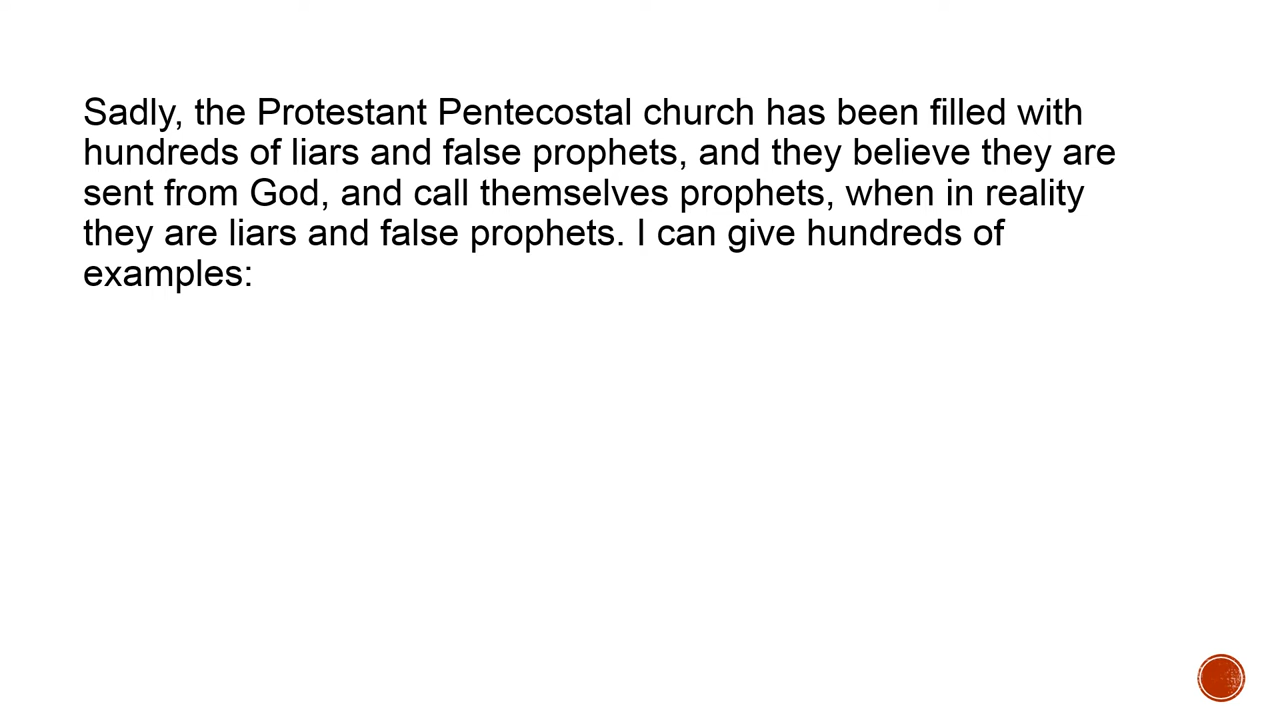 Sadly, the Protestant Pentecostal church has been filled with
hundreds of liars and false prophets, and they believe they are
sent from God, and call themselves prophets, when in reality
they are liars and false prophets. I can give hundreds of
examples: